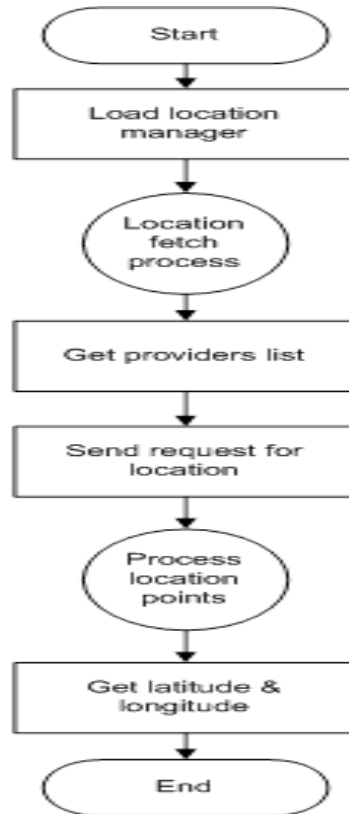 Start
Load location
manager
Location
fetch
process
Get providers list
Send request for
location
Process
location
points
Get latitude &
longitude
End